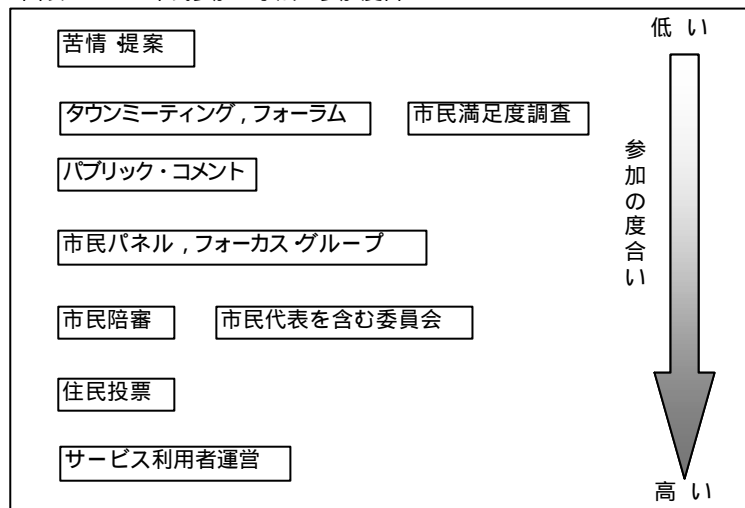 低 い
苦情・提案
タウンミーティング，フォーラム
市民満足度調査
パブリック・コメント
市民パネル，フォーカス・グループ
市民陪審
市民代表を含む委員会
住民投票
サービス利用者運営
参加の度合い
高 い